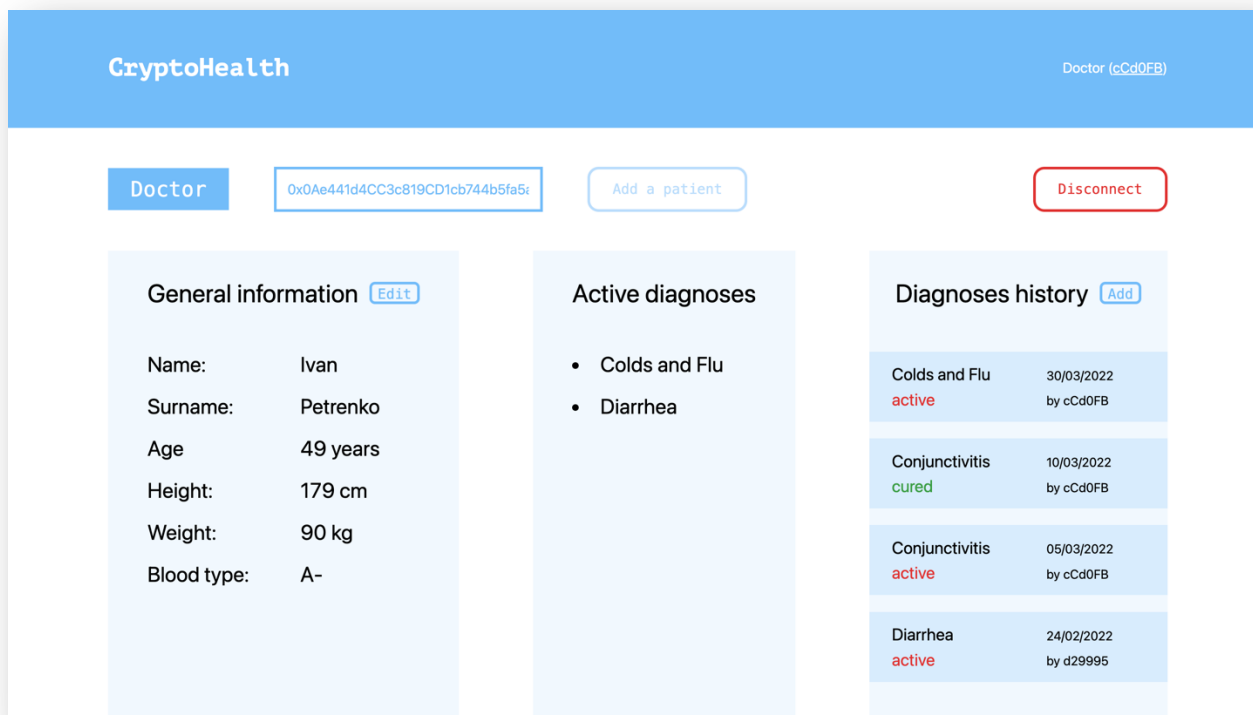 CryptoHealth
Doctor (cCd0FB)
Doctor
0x0Ae441d4CC3c819CD1cb744b5fa5a
Add a patient
Disconnect
General information
Edit
Name: Ivan
Surname: Petrenko
Age 49 years
Height: 179 cm
Weight: 90 kg
Blood type: A-
Active diagnoses
• Colds and Flu
• Diarrhea
Diagnoses history
Add
Colds and Flu 30/03/2022
active by cCd0FB
Conjunctivitis 10/03/2022
cured by cCd0FB
Conjunctivitis 05/03/2022
active by cCd0FB
Diarrhea 24/02/2022
active by d29995